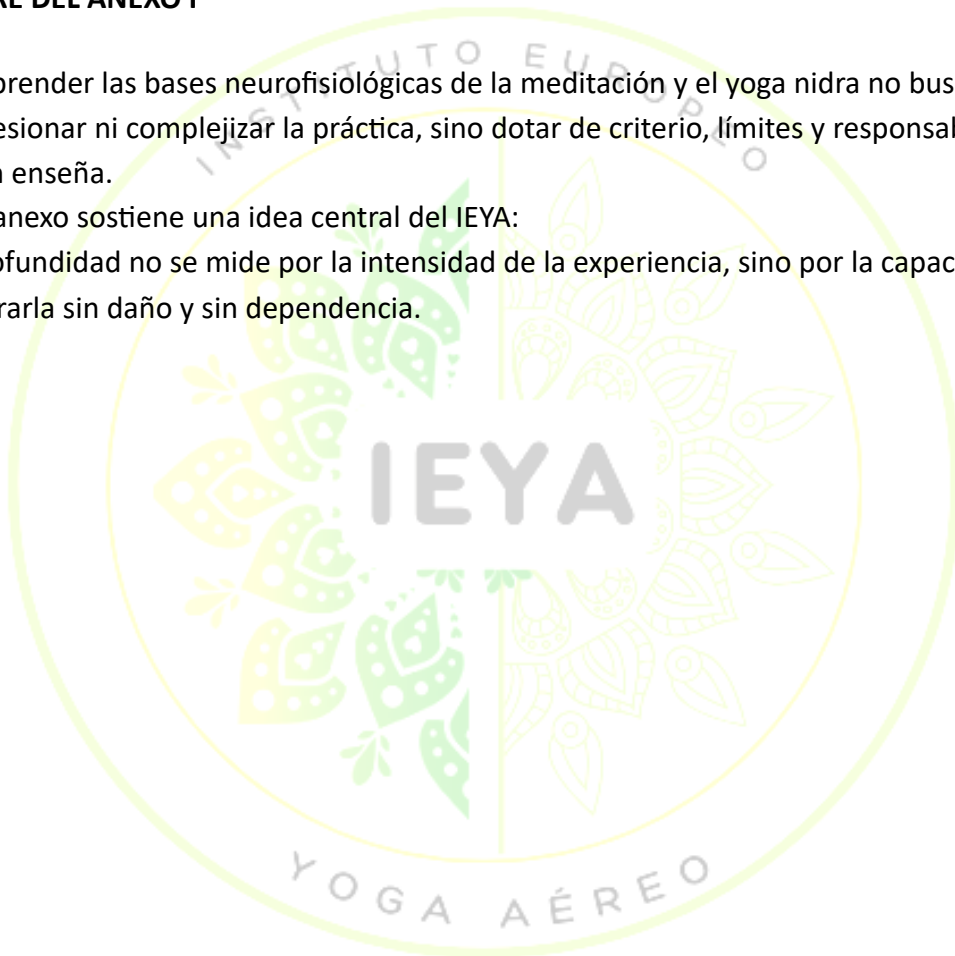 RE DEL ANEXO I
prender las bases neurofisiológicas de la meditación y el yoga nidra no bus
esionar ni complejizar la práctica, sino dotar de criterio, límites y responsal
n enseña.
anexo sostiene una idea central del IEYA:
ofundidad no se mide por la intensidad de la experiencia, sino por la capac
rarla sin daño y sin dependencia.
INSTITUTO EUROPEO
IEYA
YOGA AÉREO